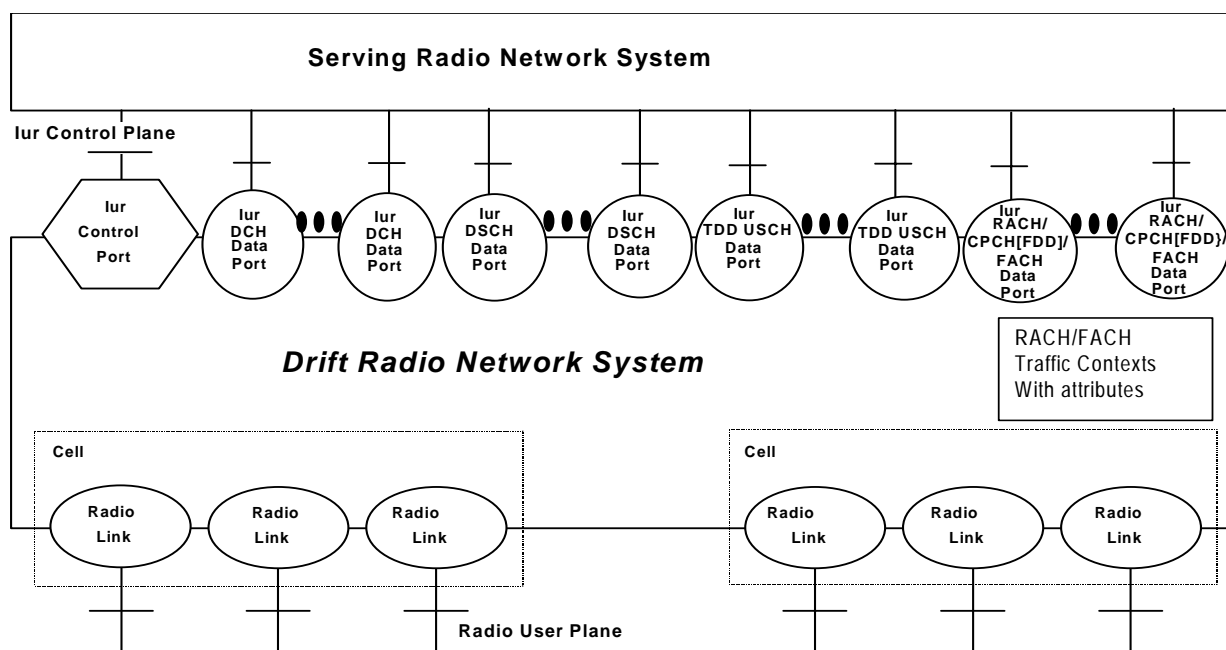 Serving Radio Network System
Iur Control Plane
Iur
Control
Port
Iur
DCH
Data
Port
Iur
DCH
Data
Port
Iur
DSCH
Data
Port
Iur
DSCH
Data
Port
Iur
TDD USCH
Data
Port
Iur
TDD USCH
Data
Port
Iur
RACH/
CPCH[FDD]/
FACH
Data
Port
Iur
RACH/
CPCH[FDD}/
FACH
Data
Port
Drift Radio Network System
RACH/FACH
Traffic Contexts
With attributes
Cell
Radio
Link
Radio
Link
Radio
Link
Cell
Radio
Link
Radio
Link
Radio
Link
Radio User Plane